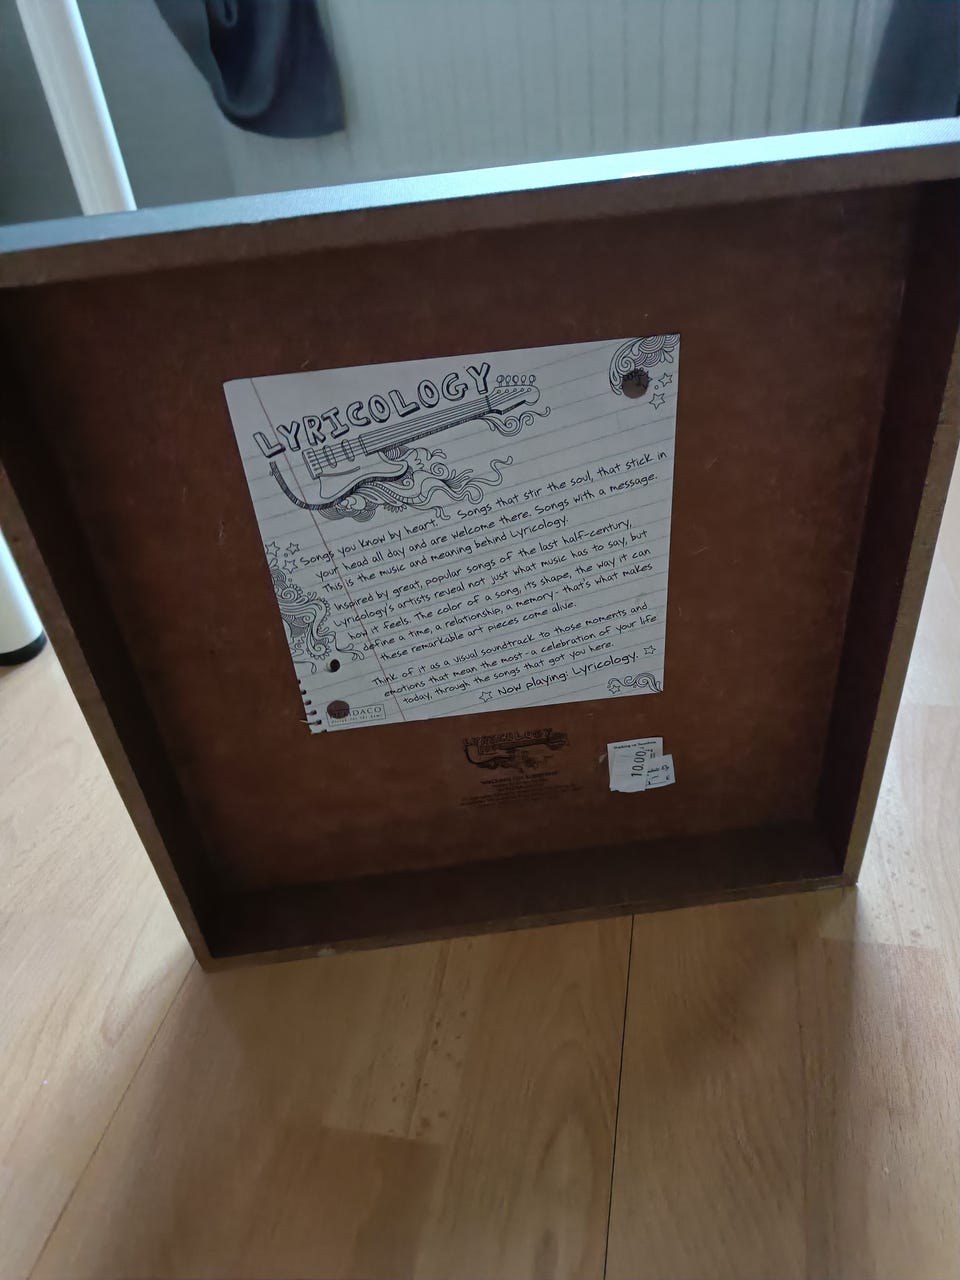 LYRICOLOGY
Songs you know by heart. Songs that stir the soul, that stick in
your head all day and are welcome there. Songs with a message.
This is the music and meaning behind Lyricology.
Inspired by great, popular songs of the last half-century,
Lyricology's artists reveal not just what music has to say, but
how it feels. The color of a song, its shape, the way it can
define a time, a relationship, a memory - that's what makes
these remarkable art pieces come alive.
Think of it as a visual soundtrack to those moments and
emotions that mean the most - a celebration of your life
today, through the songs that got you here.
Now playing: Lyricology.
LYRICOLOGY
10.00